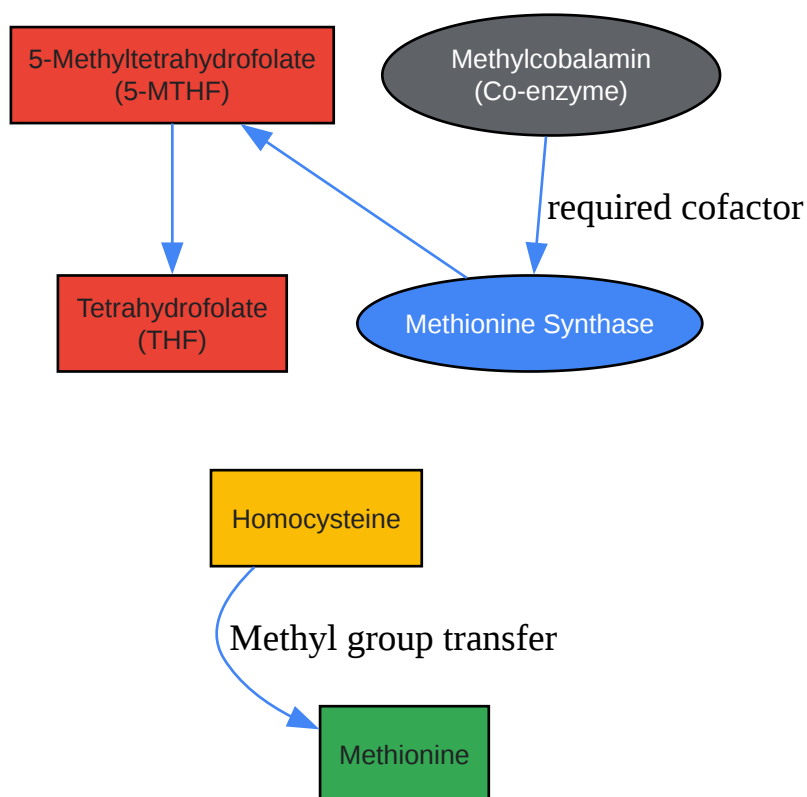 5-Methyltetrahydrofolate
(5-MTHF)
Methylcobalamin
(Co-enzyme)
required cofactor
Tetrahydrofolate
(THF)
Methionine Synthase
Homocysteine
Methyl group transfer
Methionine